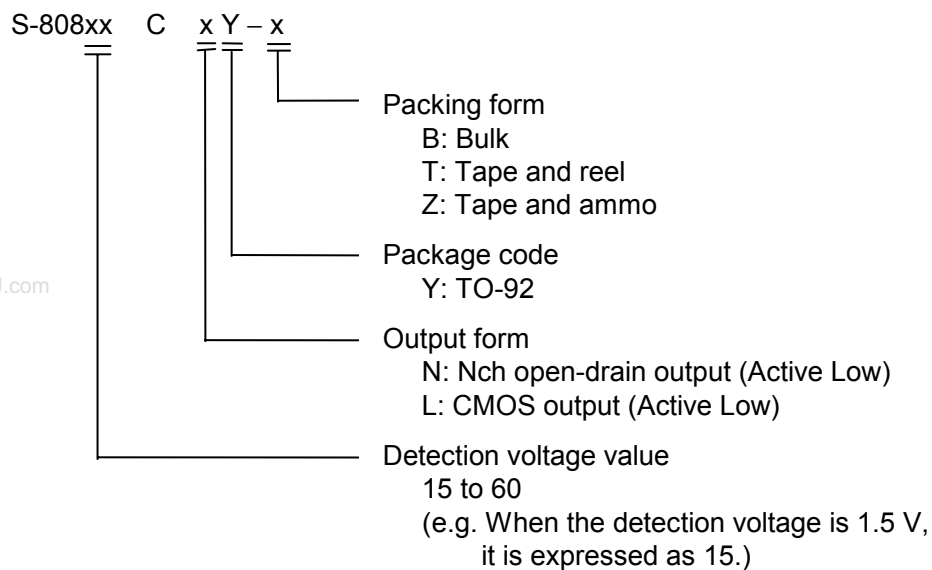 S-808xx C x Y – x
Packing form
B: Bulk
T: Tape and reel
Z: Tape and ammo
Package code
Y: TO-92
.com
Output form
N: Nch open-drain output (Active Low)
L: CMOS output (Active Low)
Detection voltage value
15 to 60
(e.g. When the detection voltage is 1.5 V,
it is expressed as 15.)